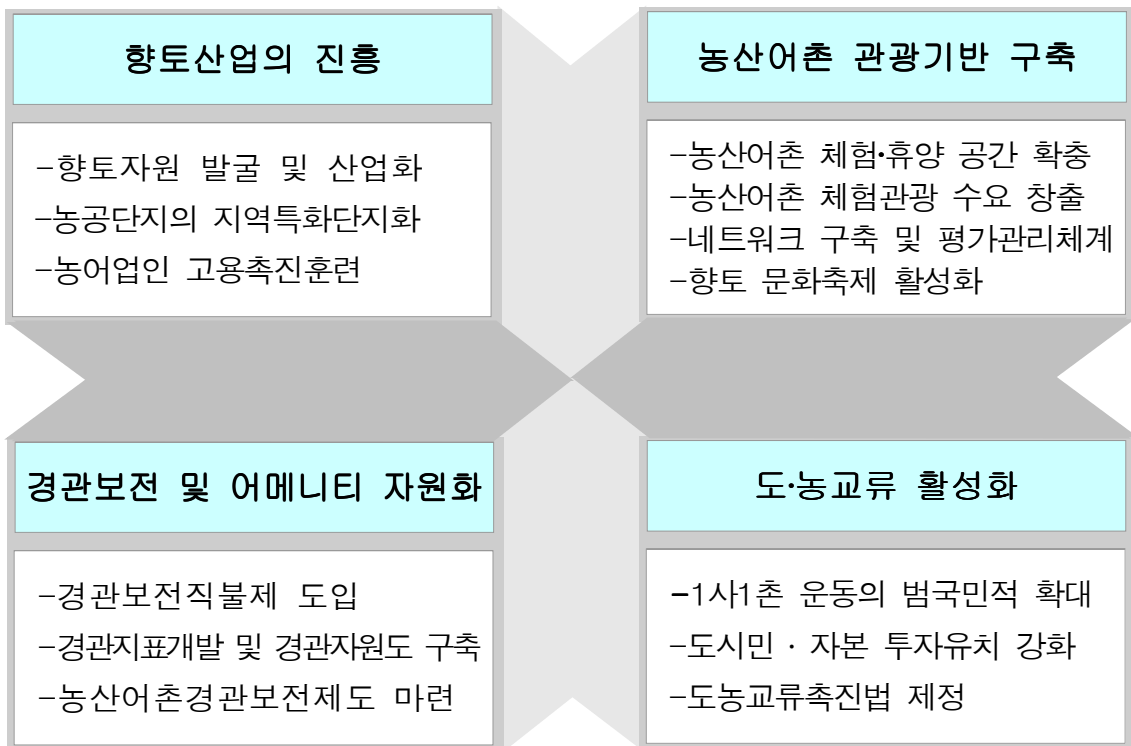 향토산업의 진흥
-향토자원 발굴 및 산업화
-농공단지의 지역특화단지화
-농어업인 고용촉진훈련
농산어촌 관광기반 구축
-농산어촌 체험·휴양 공간 확충
-농산어촌 체험관광 수요 창출
-네트워크 구축 및 평가관리체계
-향토 문화축제 활성화
경관보전 및 어메니티 자원화
-경관보전직불제 도입
-경관지표개발 및 경관자원도 구축
-농산어촌경관보전제도 마련
도·농교류 활성화
-1사1촌 운동의 범국민적 확대
-도시민 · 자본 투자유치 강화
-도농교류촉진법 제정